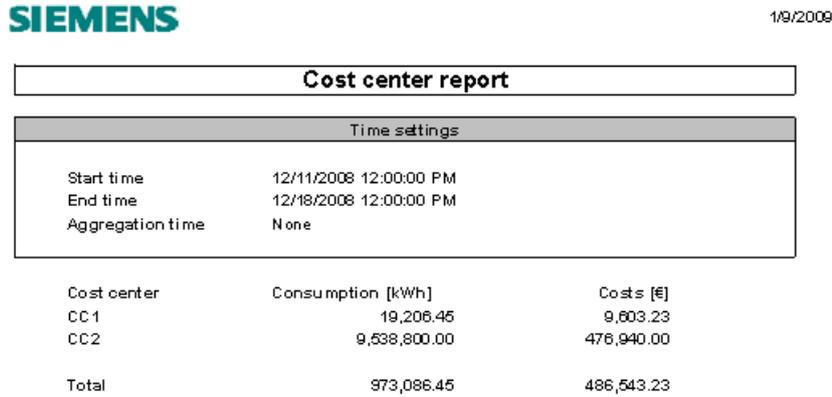 SIEMENS 1/9/2009
Cost center report
Time settings
Start time 12/11/2008 12:00:00 PM
End time 12/18/2008 12:00:00 PM
Aggregation time None
Cost center Consumption [kWh] Costs [€]
CC1 19,206.45 9,603.23
CC2 9,538,800.00 476,940.00
Total 973,086.45 486,543.23